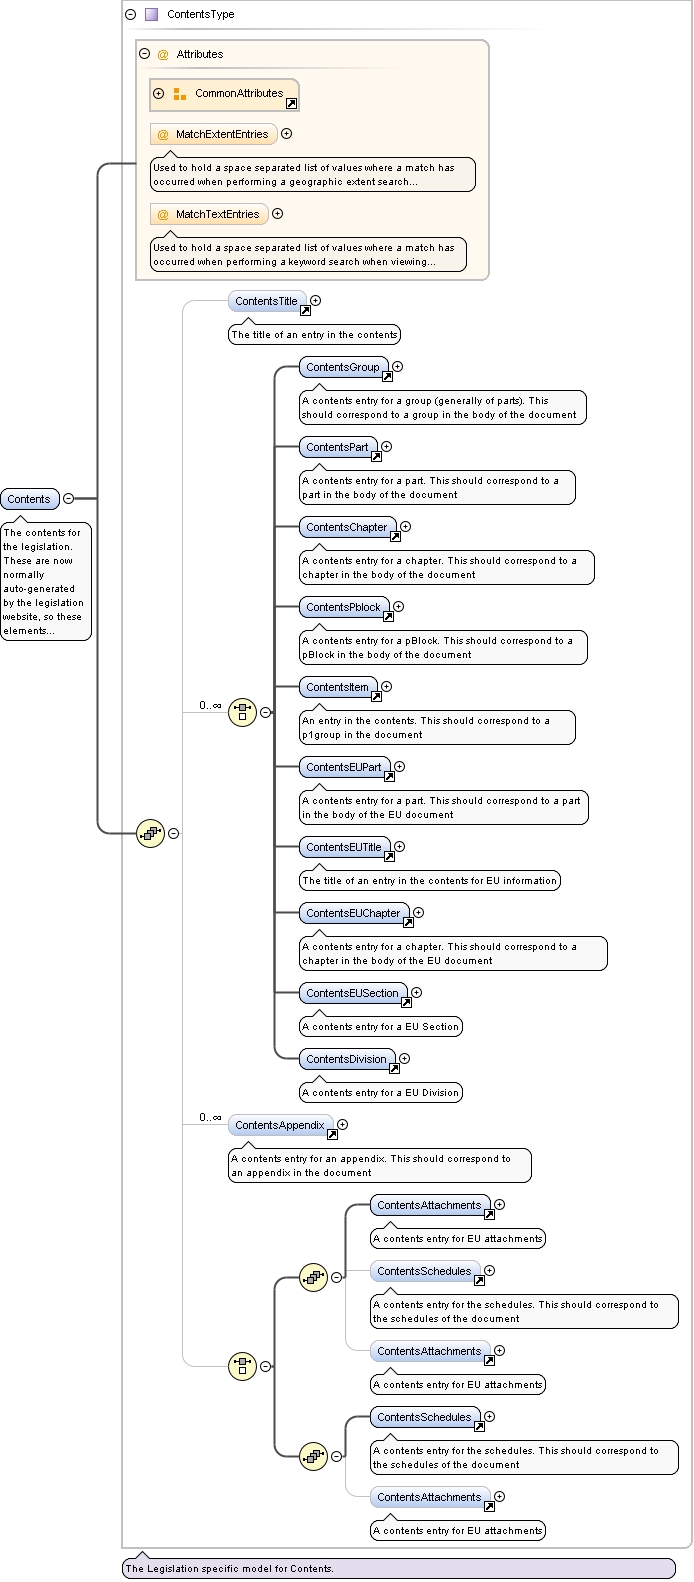 ContentsType
Attributes
CommonAttributes
MatchExtentEntries
Used to hold a space separated list of values where a match has
occurred when performing a geographic extent search...
MatchTextEntries
Used to hold a space separated list of values where a match has
occurred when performing a keyword search when viewing...
ContentsTitle
The title of an entry in the contents
ContentsGroup
A contents entry for a group (generally of parts). This
should correspond to a group in the body of the document
ContentsPart
A contents entry for a part. This should correspond to a
part in the body of the document
Contents
The contents for
the legislation.
These are now
normally
auto-generated
by the legislation
website, so these
elements...
ContentsChapter
A contents entry for a chapter. This should correspond to a
chapter in the body of the document
ContentsPblock
A contents entry for a pBlock. This should correspond to a
pBlock in the body of the document
0..∞
ContentsItem
An entry in the contents. This should correspond to a
p1group in the document
ContentsEUPart
A contents entry for a part. This should correspond to a part
in the body of the EU document
ContentsEUTitle
The title of an entry in the contents for EU information
ContentsEUChapter
A contents entry for a chapter. This should correspond to a
chapter in the body of the EU document
ContentsEUSection
A contents entry for a EU Section
ContentsDivision
A contents entry for a EU Division
0..∞
ContentsAppendix
A contents entry for an appendix. This should correspond to
an appendix in the document
ContentsAttachments
A contents entry for EU attachments
ContentsSchedules
A contents entry for the schedules. This should correspond to
the schedules of the document
ContentsAttachments
A contents entry for EU attachments
ContentsSchedules
A contents entry for the schedules. This should correspond to
the schedules of the document
ContentsAttachments
A contents entry for EU attachments
The Legislation specific model for Contents.